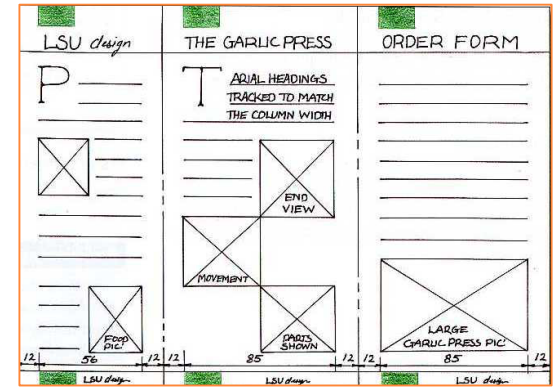 LSU design
P
FOOD
PIC!
THE GARLIC PRESS
T
ARIAL HEADINGS
TRACKED TO MATCH
THE COLUMN WIDTH
END
VIEW
MOVEMENT
PARTS
SHOWN
ORDER FORM
LARGE
GARLIC PRESS PIC!
12 56 12 12 85 12 12 85 12
LSU design LSU design LSU design